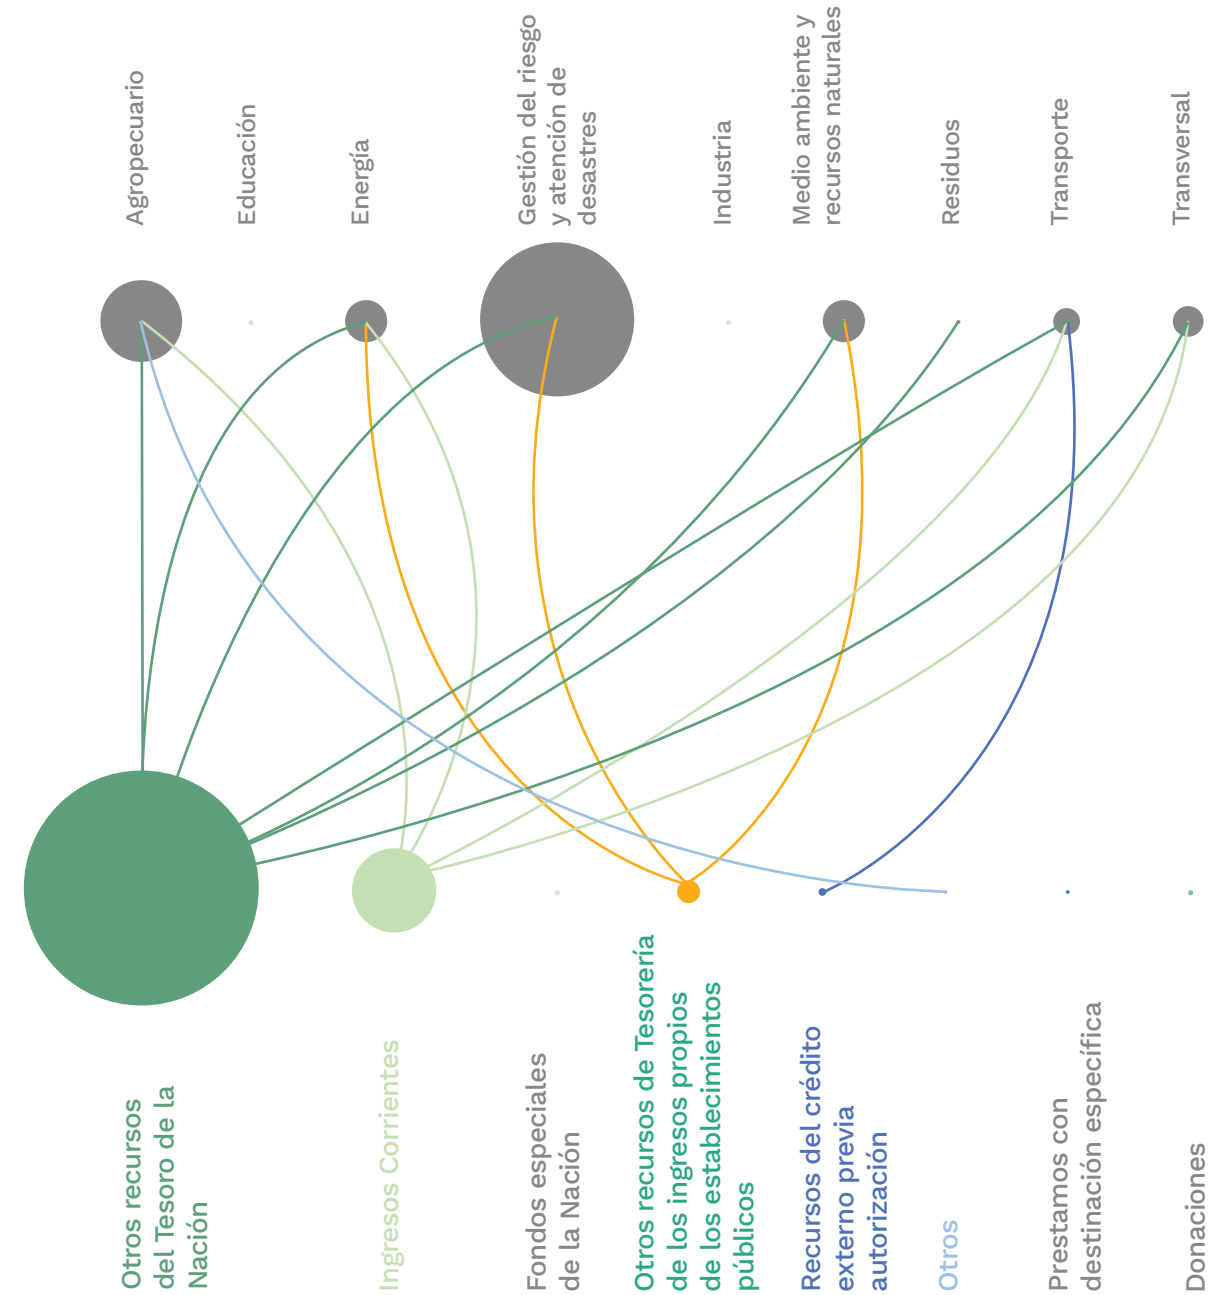 Agropecuario
Educación
Energía
Gestión del riesgo
y atención de
desastres
Industria
Medio ambiente y
recursos naturales
Residuos
Transporte
Transversal
Otros recursos
del Tesoro de la
Nación
Ingresos Corrientes
Fondos especiales
de la Nación
Otros recursos de Tesorería
de los ingresos propios
de los establecimientos
públicos
Recursos del crédito
externo previa
autorización
Otros
Prestamos con
destinación específica
Donaciones